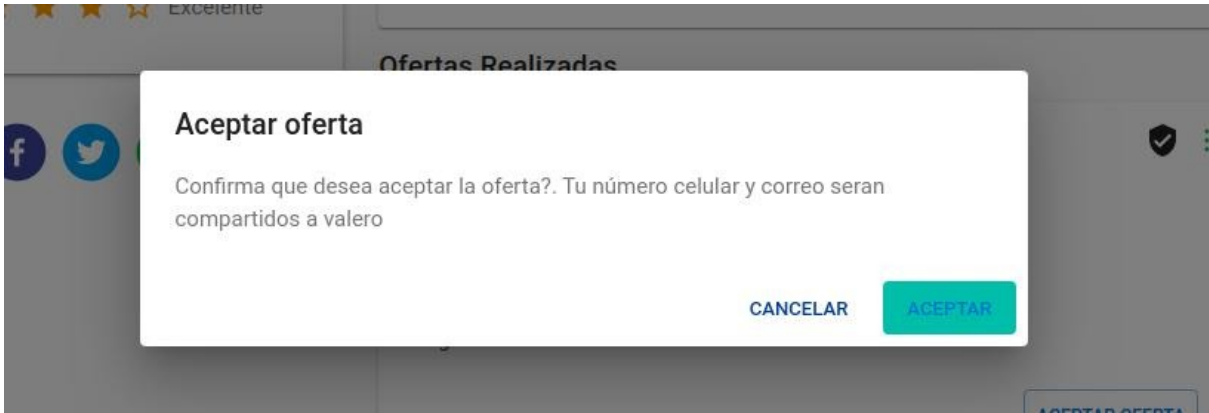 Excelente
Ofertas Realizadas
Aceptar oferta
Confirma que desea aceptar la oferta?. Tu número celular y correo seran
compartidos a valero
CANCELAR
ACEPTAR
ACEPTAR OFERTA